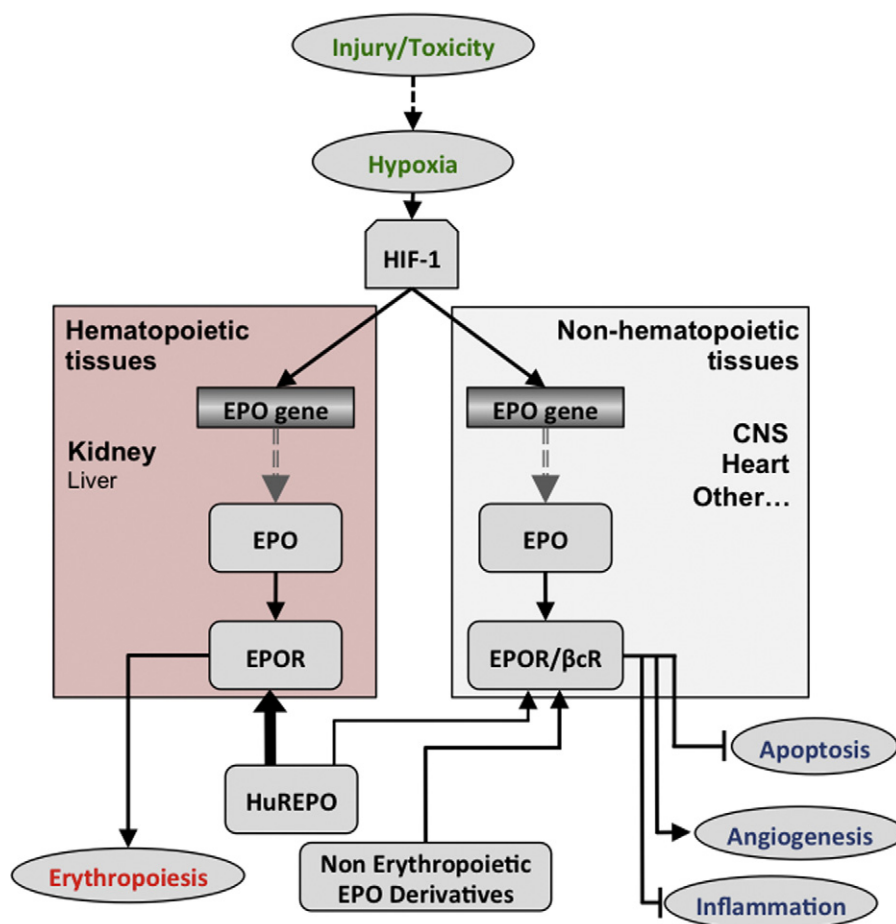 Injury/Toxicity
Hypoxia
HIF-1
Hematopoietic
tissues
Non-hematopoietic
tissues
EPO gene
EPO gene
Kidney
Liver
CNS
Heart
Other…
EPO
EPO
EPOR
EPOR/βcR
Apoptosis
HuREPO
Angiogenesis
Erythropoiesis
Non Erythropoietic
EPO Derivatives
Inflammation